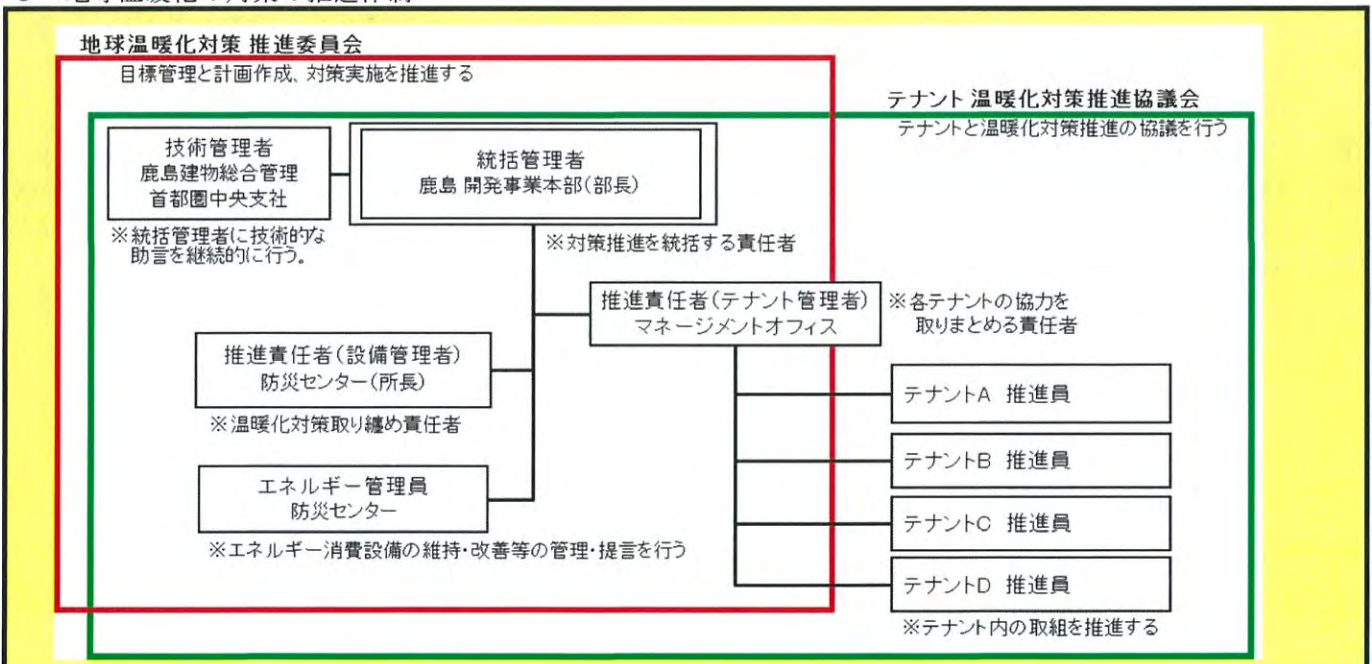 地球温暖化対策 推進委員会
目標管理と計画作成、対策実施を推進する
テナント 温暖化対策推進協議会
テナントと温暖化対策推進の協議を行う
技術管理者
鹿島建物総合管理
首都圏中央支社
統括管理者
鹿島 開発事業本部(部長)
※統括管理者に技術的な
助言を継続的に行う。
※対策推進を統括する責任者
推進責任者(テナント管理者)
マネージメントオフィス
※各テナントの協力を
取りまとめる責任者
推進責任者(設備管理者)
防災センター(所長)
※温暖化対策取り纏め責任者
テナントA 推進員
テナントB 推進員
エネルギー管理員
防災センター
※エネルギー消費設備の維持・改善等の管理・提言を行う
テナントC 推進員
テナントD 推進員
※テナント内の取組を推進する